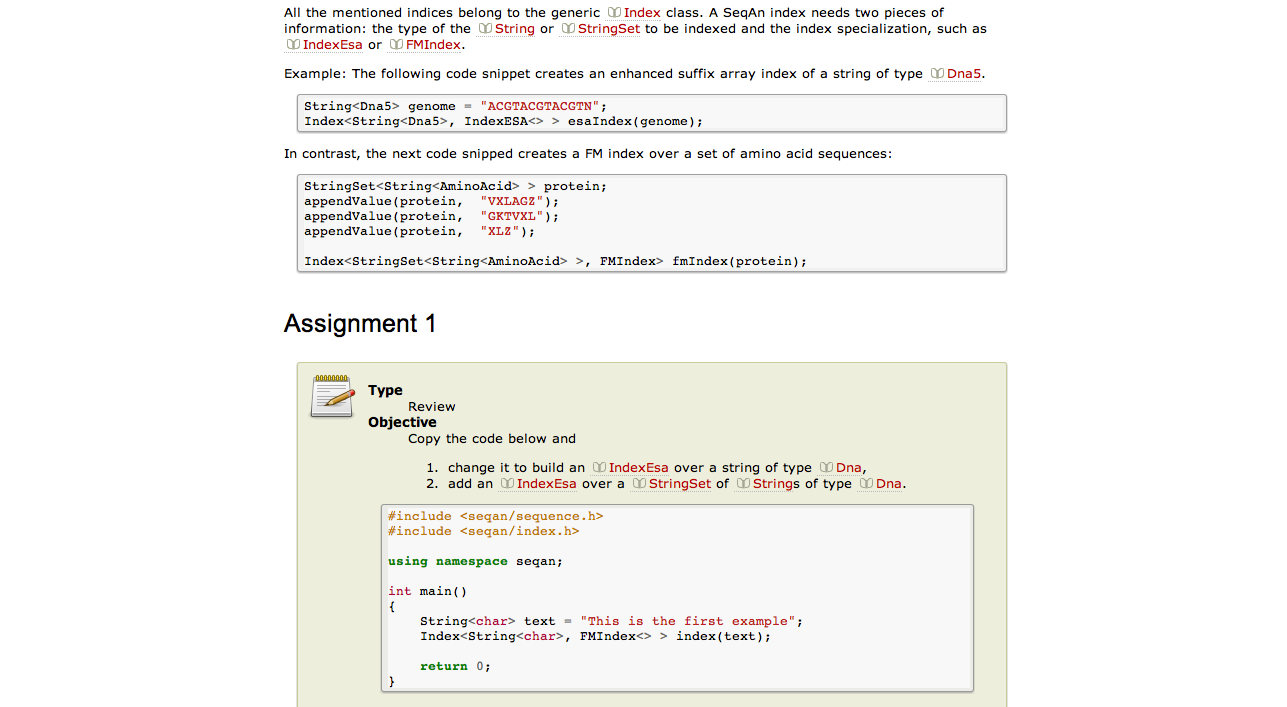 All the mentioned indices belong to the generic Index class. A SeqAn index needs two pieces of
information: the type of the String or StringSet to be indexed and the index specialization, such as
IndexEsa or FMIndex.
Example: The following code snippet creates an enhanced suffix array index of a string of type Dna5.
String<Dna5> genome = "ACGTACGTACGTN";
Index<String<Dna5>, IndexESA<> > esaIndex(genome);
In contrast, the next code snipped creates a FM index over a set of amino acid sequences:
StringSet<String<AminoAcid> > protein;
appendValue(protein,  "VXLAGZ");
appendValue(protein,  "GKTVXL");
appendValue(protein,  "XLZ");
Index<StringSet<String<AminoAcid> >, FMIndex> fmIndex(protein);
Assignment 1
Type
Review
Objective
Copy the code below and
1. change it to build an IndexEsa over a string of type Dna,
2. add an IndexEsa over a StringSet of Strings of type Dna.
#include <seqan/sequence.h>
#include <seqan/index.h>
using namespace seqan;
int main()
{
    String<char> text = "This is the first example";
    Index<String<char>, FMIndex<> > index(text);
    return 0;
}